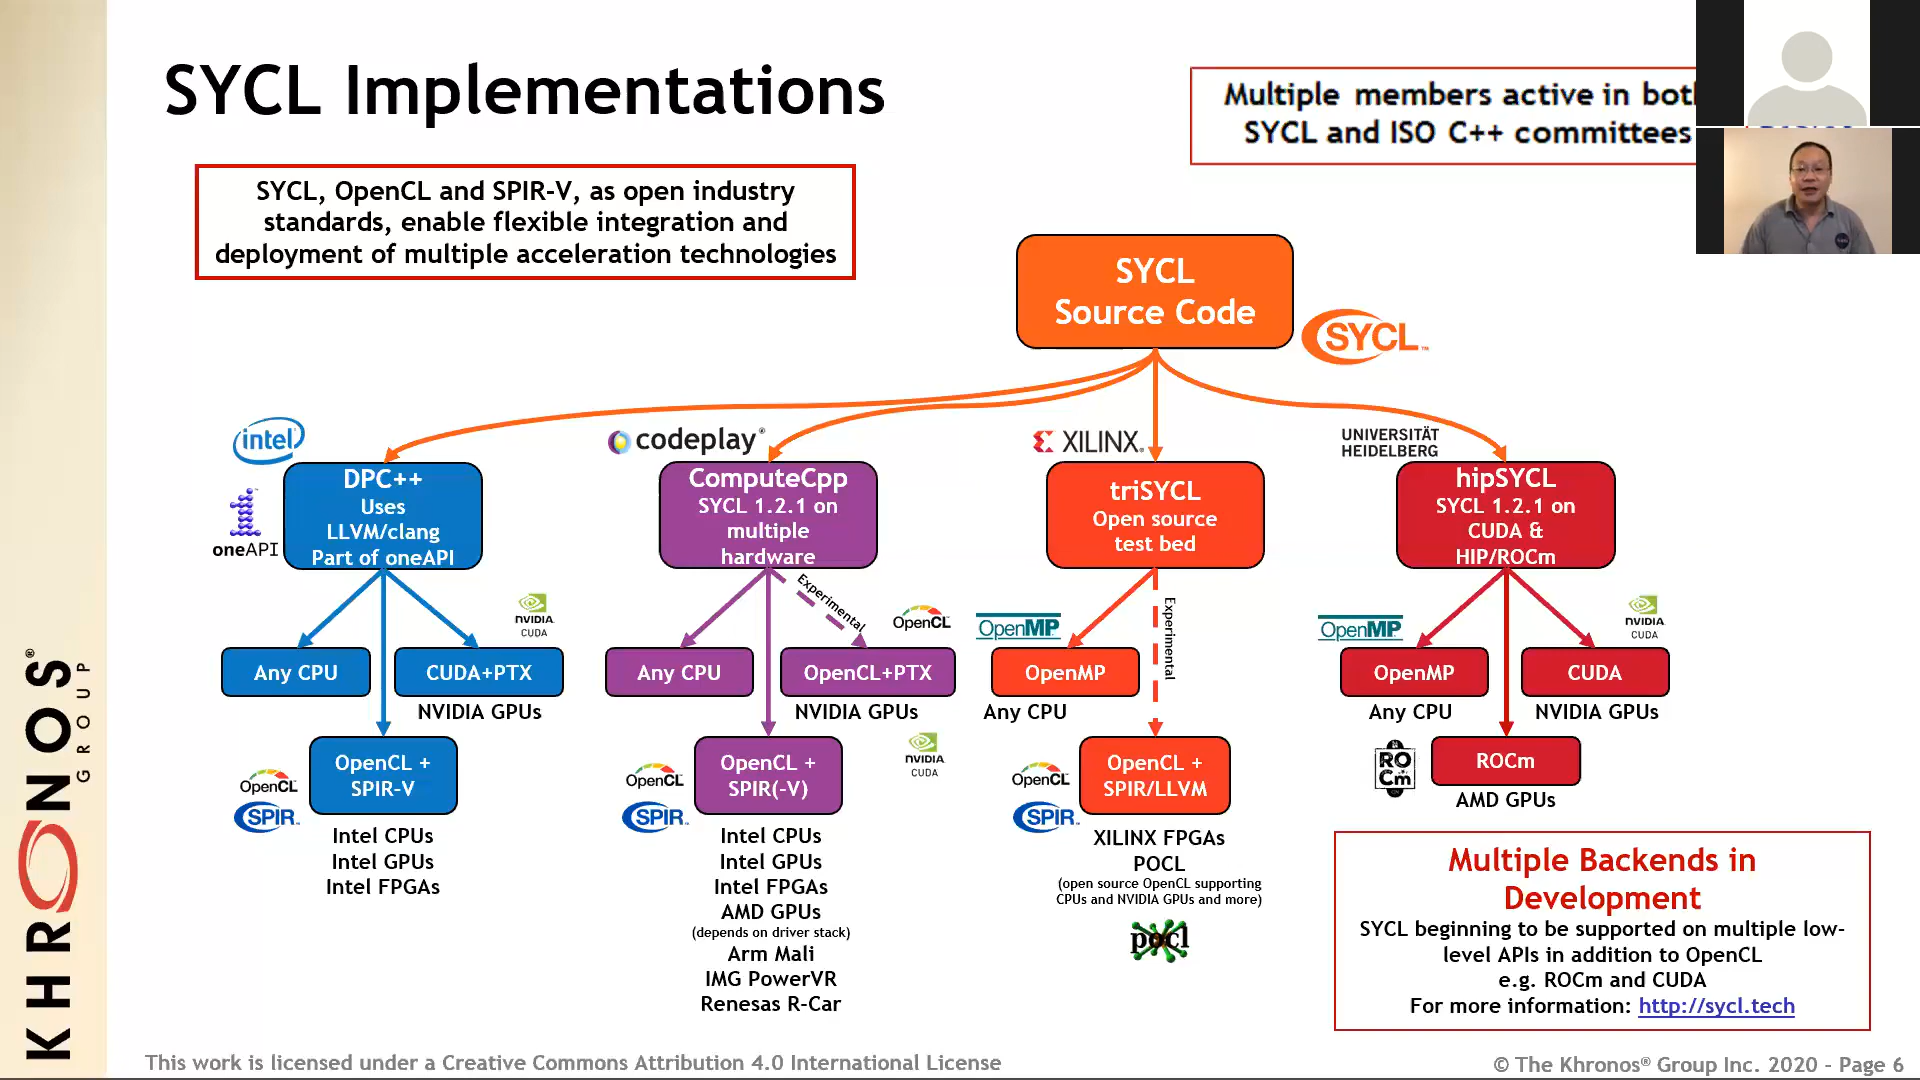 SYCL Implementations
Multiple members active in
SYCL and ISO C++ committees
SYCL, OpenCL and SPIR-V, as open industry
standards, enable flexible integration and
deployment of multiple acceleration technologies
SYCL
Source Code
SYCL™
intel
oneAPI
DPC++
Uses
LLVM/clang
Part of oneAPI
NVIDIA
CUDA
Any CPU
CUDA+PTX
NVIDIA GPUs
OpenCL
SPIR
OpenCL +
SPIR-V
Intel CPUs
Intel GPUs
Intel FPGAs
codeplay®
ComputeCpp
SYCL 1.2.1 on
multiple
hardware
Experimental
OpenCL
Any CPU
OpenCL+PTX
NVIDIA GPUs
NVIDIA
CUDA
OpenCL
SPIR
OpenCL +
SPIR(-V)
Intel CPUs
Intel GPUs
Intel FPGAs
AMD GPUs
(depends on driver stack)
Arm Mali
IMG PowerVR
Renesas R-Car
XILINX
triSYCL
Open source
test bed
Experimental
OpenMP
OpenMP
Any CPU
OpenCL
SPIR
OpenCL +
SPIR/LLVM
XILINX FPGAs
POCL
(open source OpenCL supporting
CPUs and NVIDIA GPUs and more)
pocl
UNIVERSITÄT
HEIDELBERG
hipSYCL
SYCL 1.2.1 on
CUDA &
HIP/ROCm
OpenMP
NVIDIA
CUDA
OpenMP
CUDA
Any CPU
NVIDIA GPUs
ROCm
ROCm
AMD GPUs
Multiple Backends in
Development
SYCL beginning to be supported on multiple low-
level APIs in addition to OpenCL
e.g. ROCm and CUDA
For more information: http://sycl.tech
KHRONOS®
GROUP
This work is licensed under a Creative Commons Attribution 4.0 International License
© The Khronos® Group Inc. 2020 - Page 6